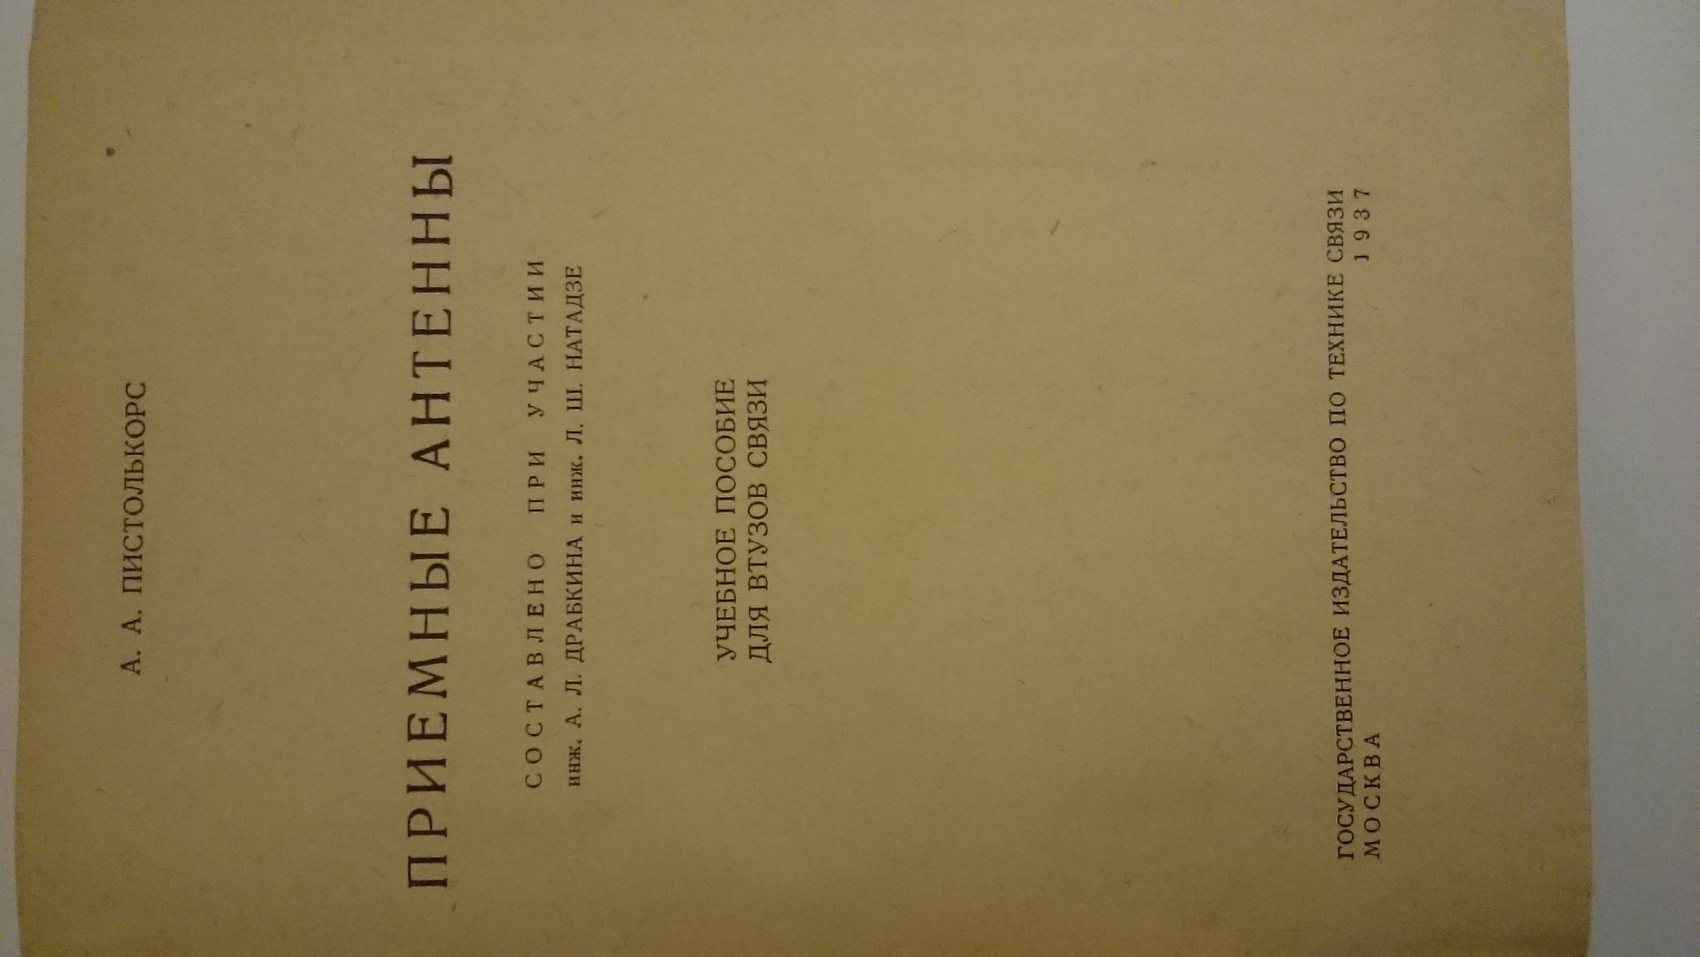 А. А. ПИСТОЛЬКОРС
ПРИЕМНЫЕ АНТЕННЫ
СОСТАВЛЕНО ПРИ УЧАСТИИ
инж. А. Л. ДРАБКИНА и инж. Л. Ш. НАТАДЗЕ
УЧЕБНОЕ ПОСОБИЕ
ДЛЯ ВТУЗОВ СВЯЗИ
ГОСУДАРСТВЕННОЕ ИЗДАТЕЛЬСТВО ПО ТЕХНИКЕ СВЯЗИ
МОСКВА 1937